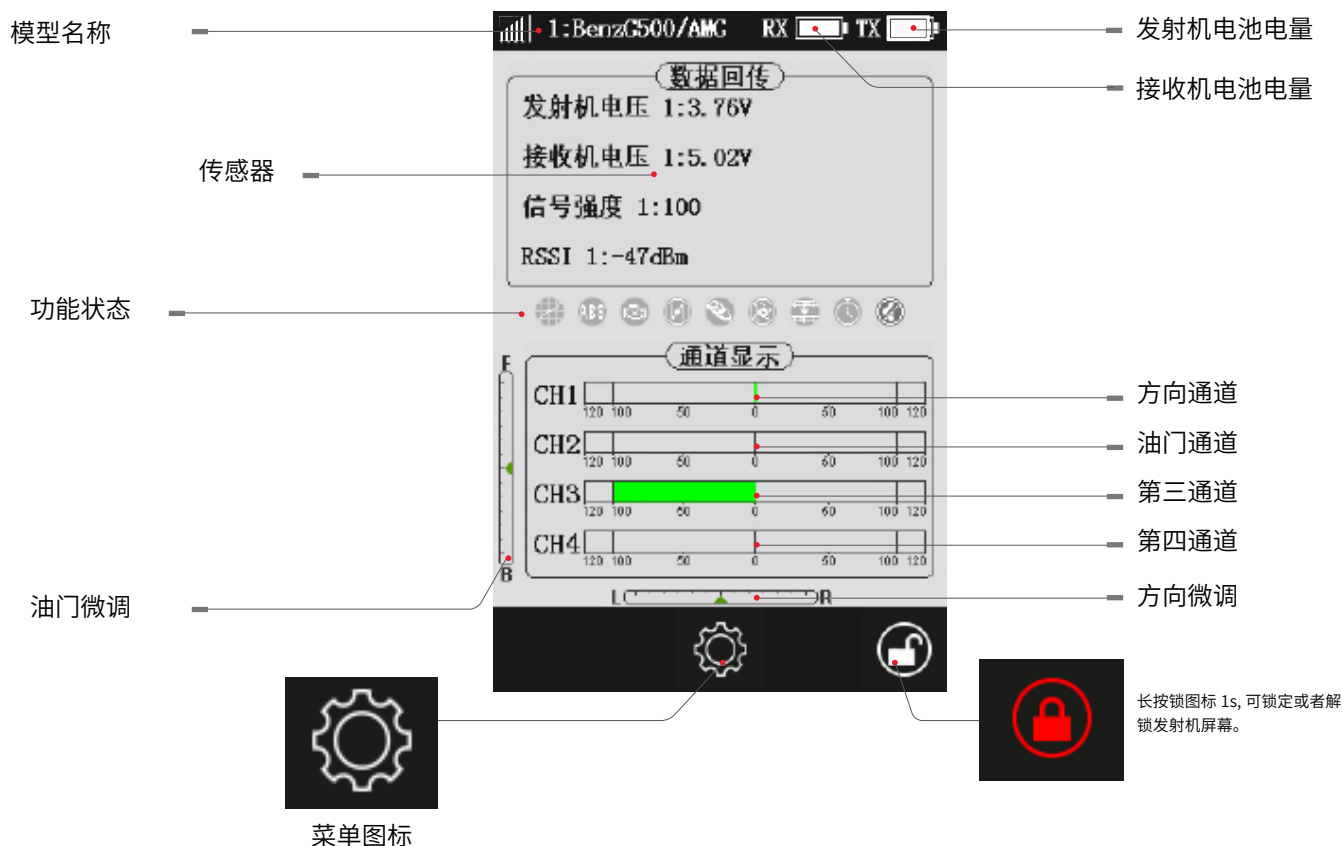 模型名称
1:BenzG500/AMG RX TX
发射机电池电量
接收机电池电量
数据回传
发射机电压 1:3.76V
接收机电压 1:5.02V
传感器
信号强度 1:100
RSSI 1:-47dBm
功能状态
通道显示
F
CH1
120 100 50 0 50 100 120
方向通道
CH2
120 100 50 0 50 100 120
油门通道
CH3
120 100 50 0 50 100 120
第三通道
CH4
120 100 50 0 50 100 120
第四通道
B
油门微调
L R
方向微调
长按锁图标 1s, 可锁定或者解
锁发射机屏幕。
菜单图标